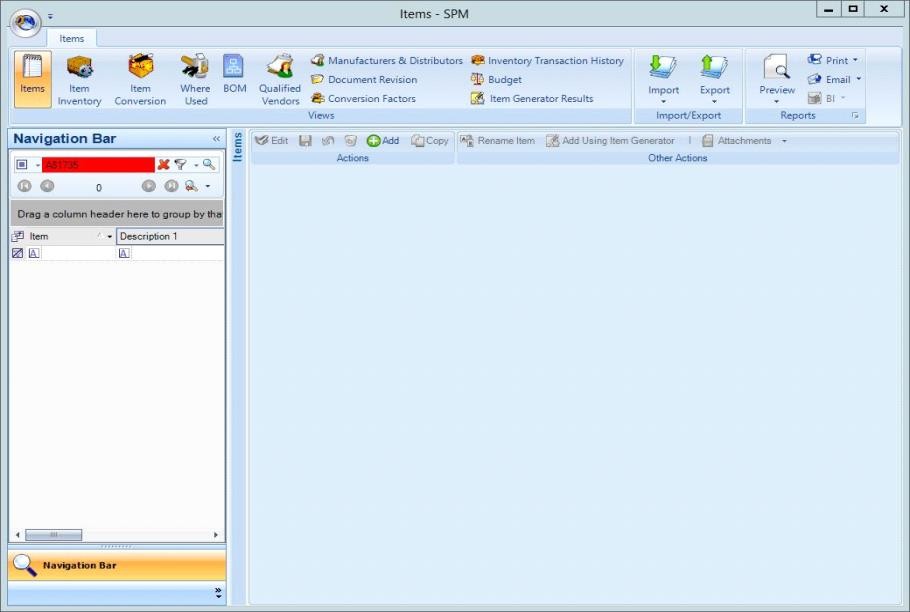 Items - SPM
Items
Items
Item Inventory
Item Conversion
Where Used
BOM
Qualified Vendors
Manufacturers & Distributors
Document Revision
Conversion Factors
Inventory Transaction History
Budget
Item Generator Results
Views
Import
Export
Import/Export
Preview
Print
Email
BI
Reports
Navigation Bar
Items
Edit
Add
Copy
Actions
Rename Item
Add Using Item Generator
Attachments
Other Actions
0
Drag a column header here to group by tha
Item
Description 1
Navigation Bar